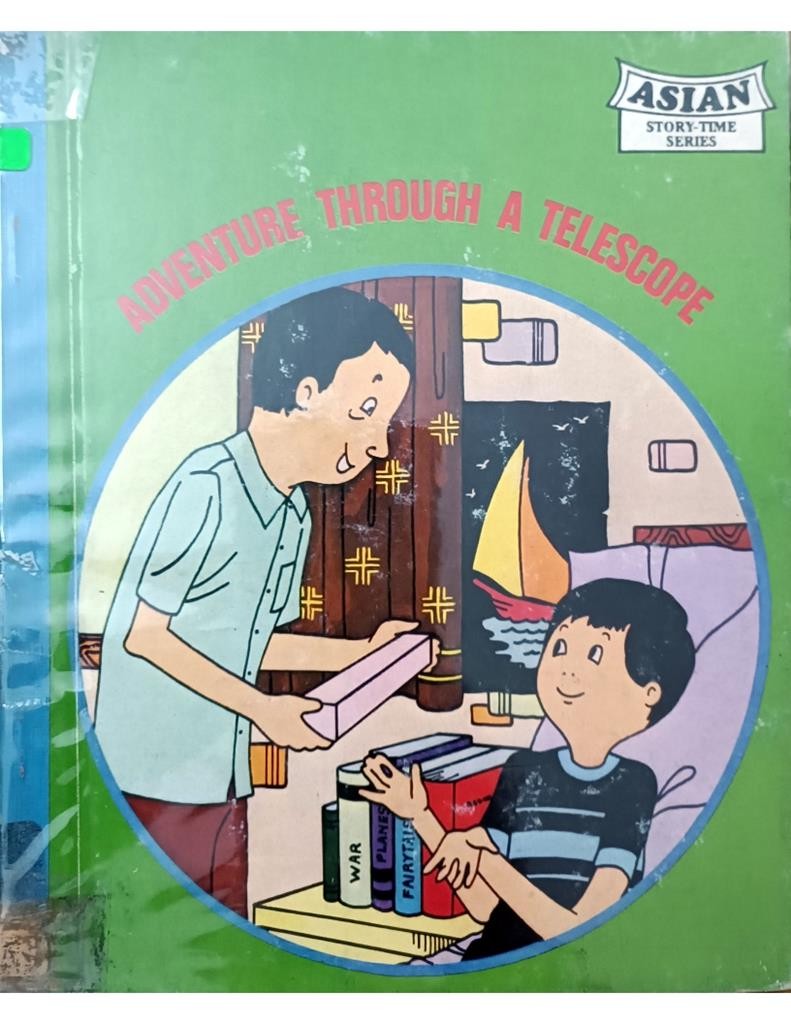 ASIAN
STORY-TIME
SERIES
ADVENTURE THROUGH A TELESCOPE
WAR
PLANES
FAIRYTALES